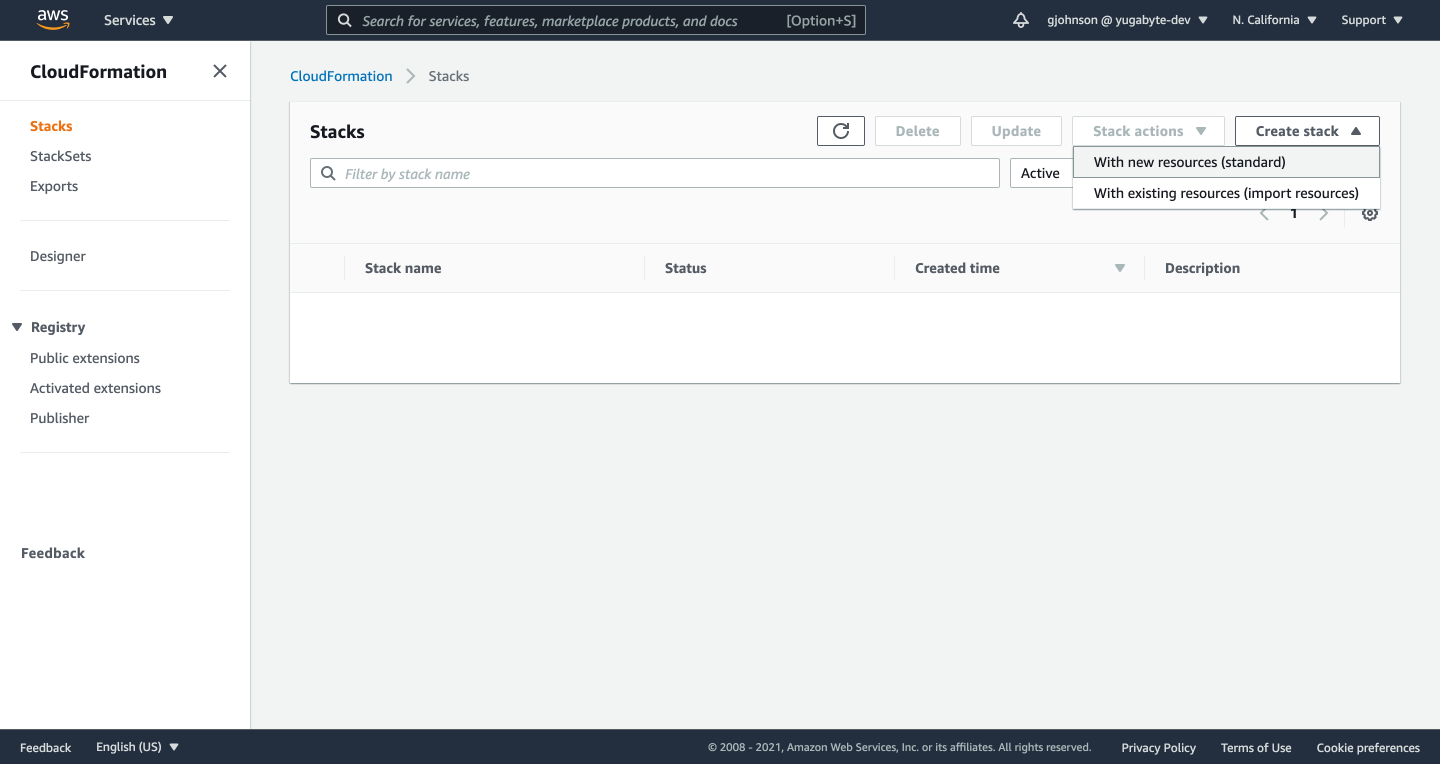 aws
Services
Search for services, features, marketplace products, and docs
[Option+S]
gjohnson @ yugabyte-dev
N. California
Support
CloudFormation
Stacks
StackSets
Exports
Designer
Registry
Public extensions
Activated extensions
Publisher
Feedback
CloudFormation
Stacks
Stacks
Delete
Update
Stack actions
Create stack
With new resources (standard)
With existing resources (import resources)
Filter by stack name
Active
1
Stack name
Status
Created time
Description
Feedback
English (US)
© 2008 - 2021, Amazon Web Services, Inc. or its affiliates. All rights reserved.
Privacy Policy
Terms of Use
Cookie preferences